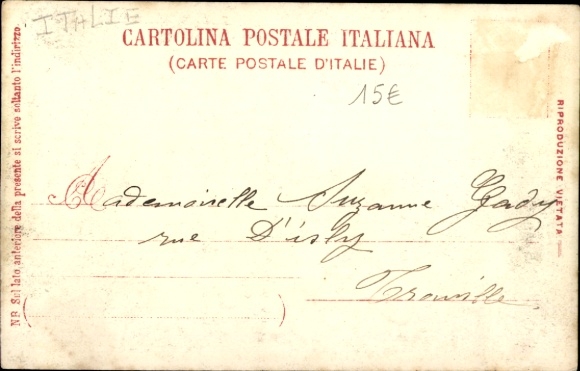 ITALIE
CARTOLINA POSTALE ITALIANA
(CARTE POSTALE D'ITALIE)
15€
NB. Sul lato anteriore della presente si scrive soltanto l'indirizzo.
RIPRODUZIONE VIETATA
Mademoiselle Suzanne Gady
rue D'isly
Trouville